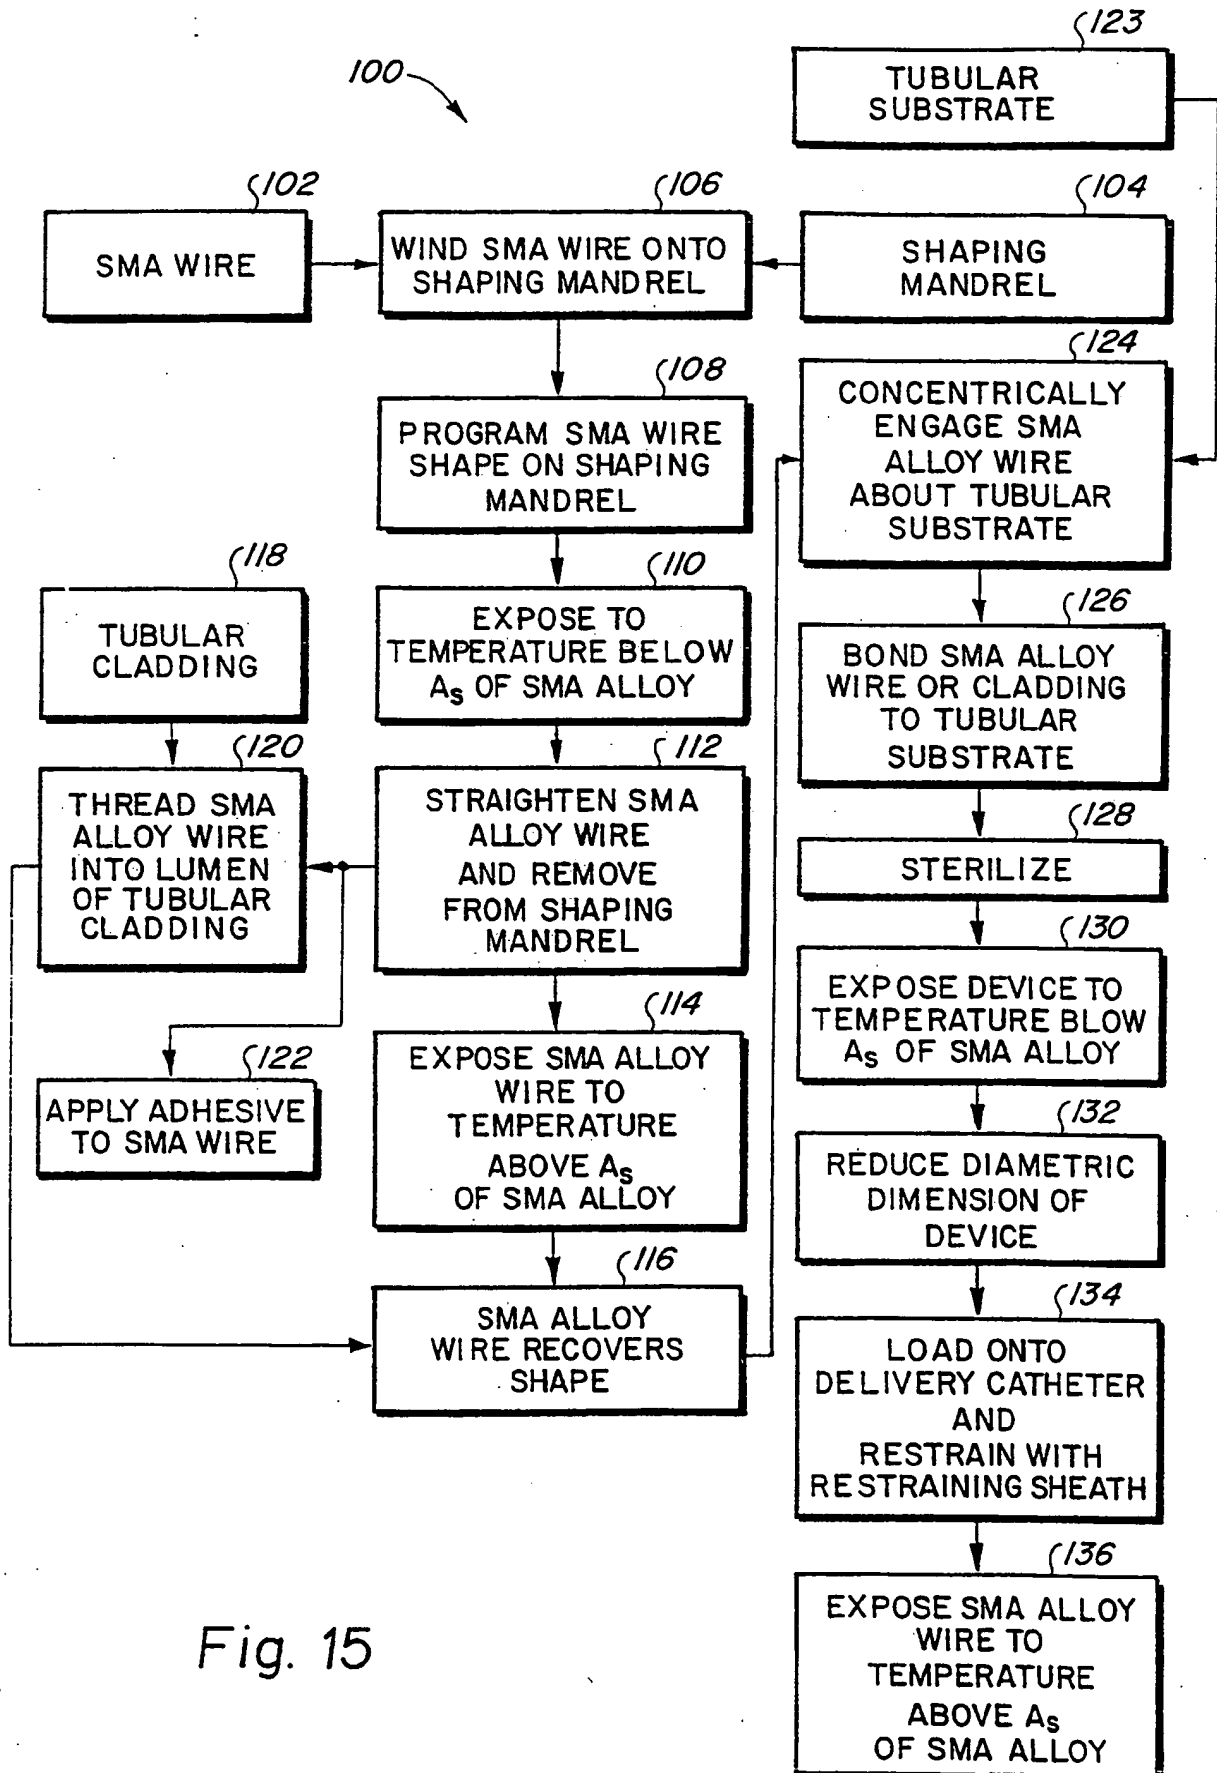 123
TUBULAR
SUBSTRATE
100
102
SMA WIRE
106
WIND SMA WIRE ONTO
SHAPING MANDREL
104
SHAPING
MANDREL
108
PROGRAM SMA WIRE
SHAPE ON SHAPING
MANDREL
124
CONCENTRICALLY
ENGAGE SMA
ALLOY WIRE
ABOUT TUBULAR
SUBSTRATE
118
TUBULAR
CLADDING
110
EXPOSE TO
TEMPERATURE BELOW
As OF SMA ALLOY
126
BOND SMA ALLOY
WIRE OR CLADDING
TO TUBULAR
SUBSTRATE
120
THREAD SMA
ALLOY WIRE
INTO LUMEN
OF TUBULAR
CLADDING
112
STRAIGHTEN SMA
ALLOY WIRE
AND REMOVE
FROM SHAPING
MANDREL
128
STERILIZE
130
EXPOSE DEVICE TO
TEMPERATURE BLOW
As OF SMA ALLOY
122
APPLY ADHESIVE
TO SMA WIRE
114
EXPOSE SMA ALLOY
WIRE TO
TEMPERATURE
ABOVE As
OF SMA ALLOY
132
REDUCE DIAMETRIC
DIMENSION OF
DEVICE
116
SMA ALLOY
WIRE RECOVERS
SHAPE
134
LOAD ONTO
DELIVERY CATHETER
AND
RESTRAIN WITH
RESTRAINING SHEATH
136
EXPOSE SMA ALLOY
WIRE TO
TEMPERATURE
ABOVE As
OF SMA ALLOY
Fig. 15